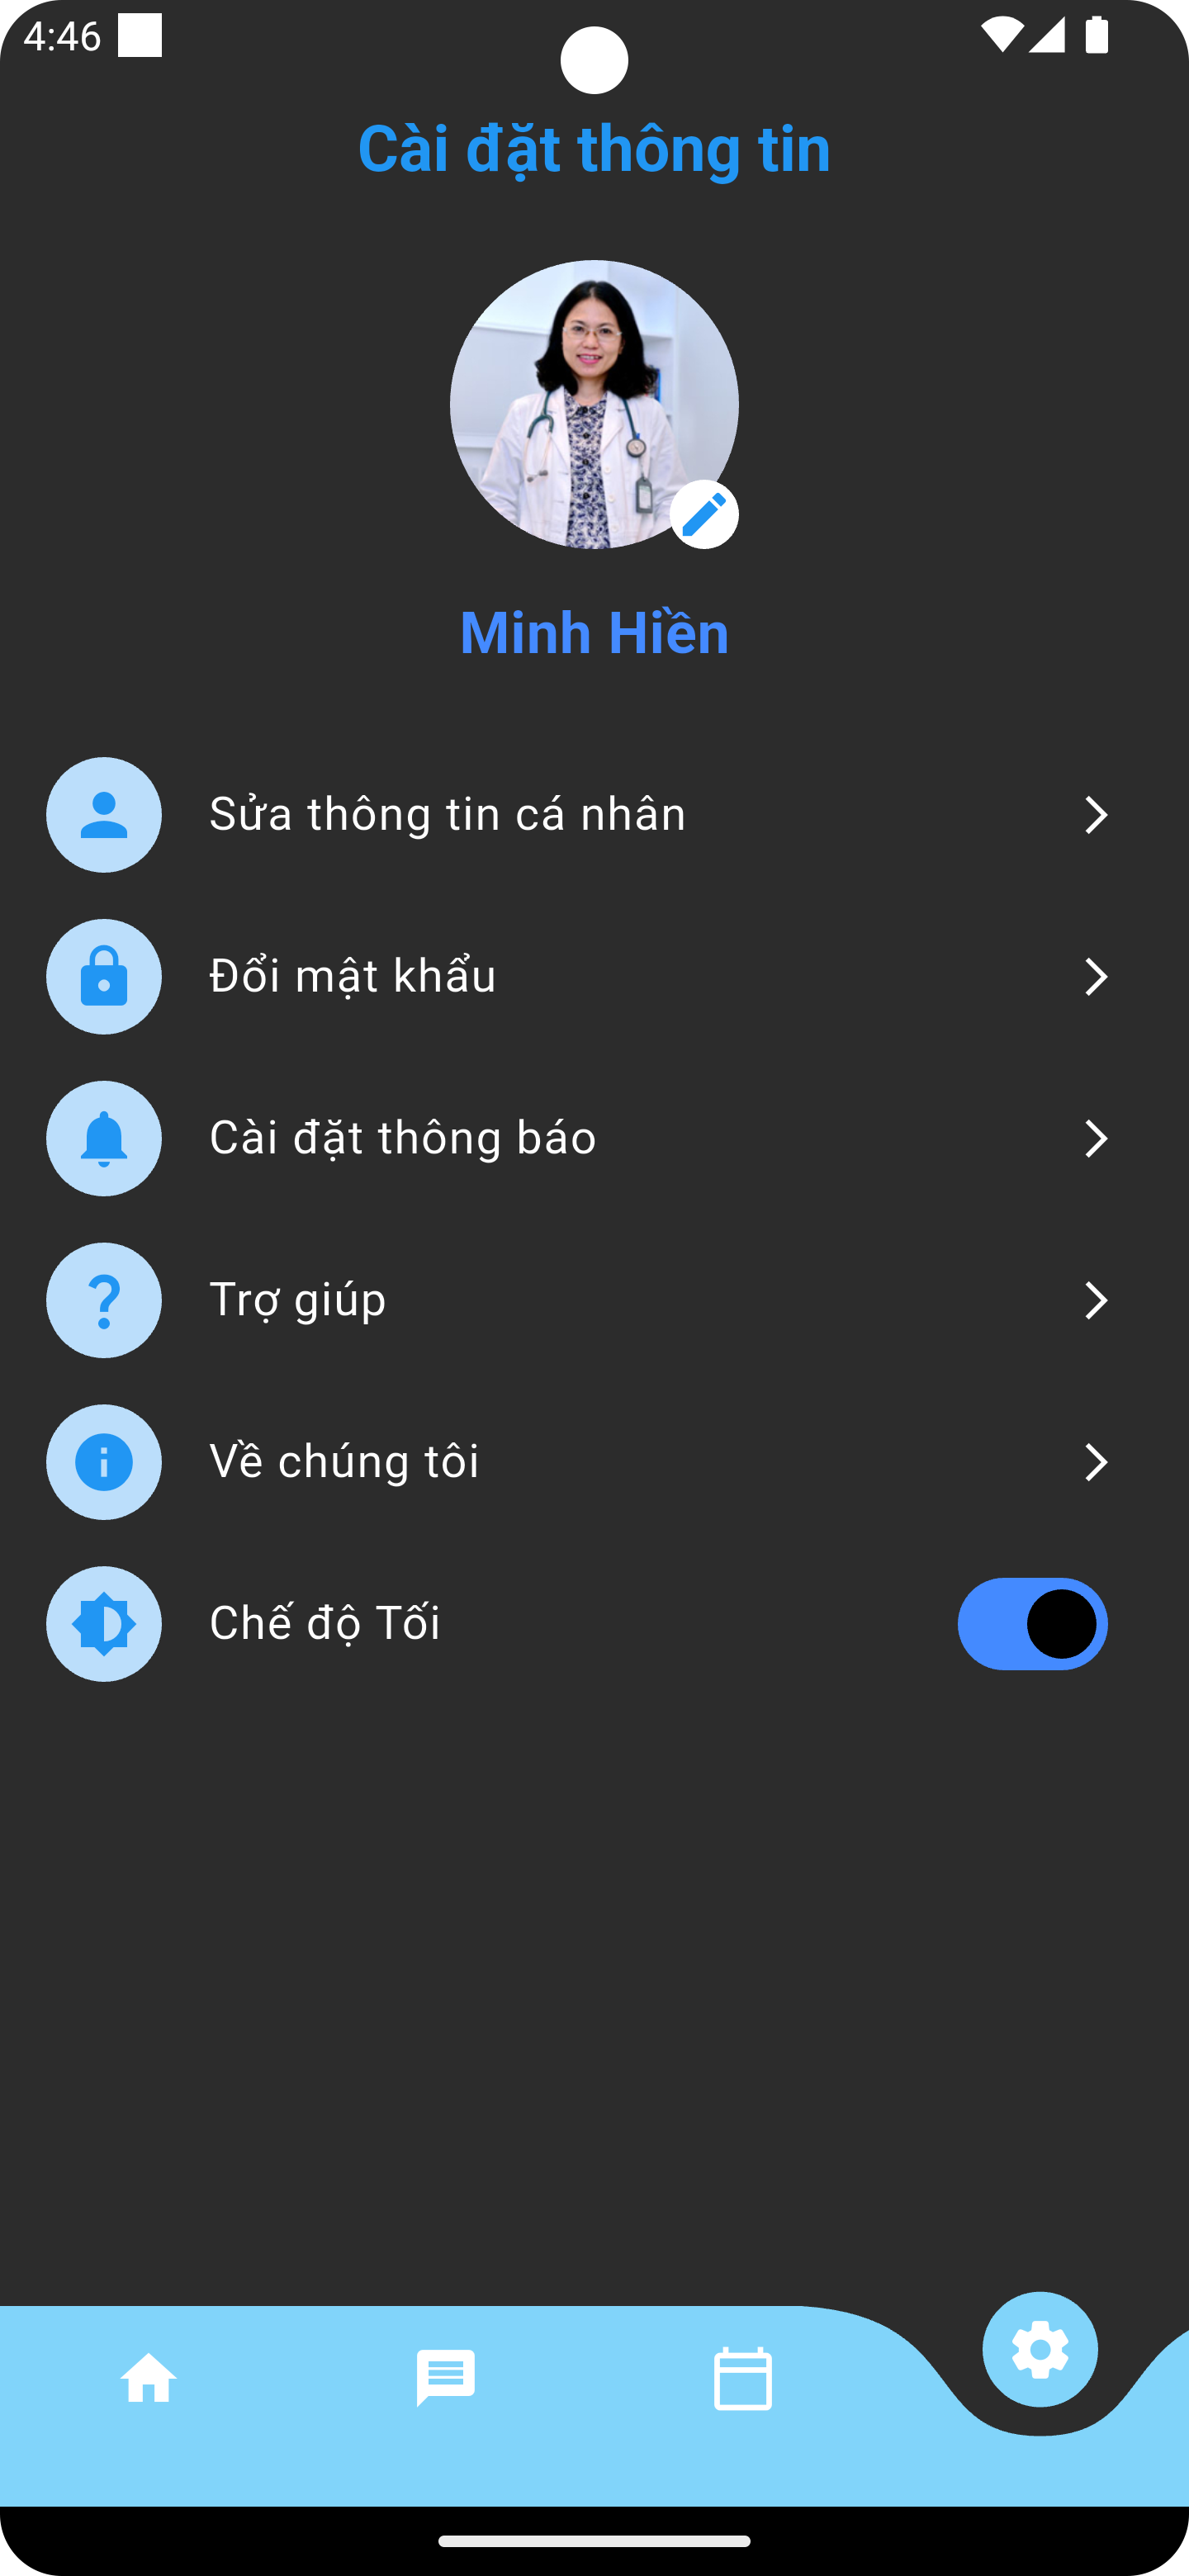 4:46
Cài đặt thông tin
Minh Hiền
Sửa thông tin cá nhân
Đổi mật khẩu
Cài đặt thông báo
Trợ giúp
Về chúng tôi
Chế độ Tối